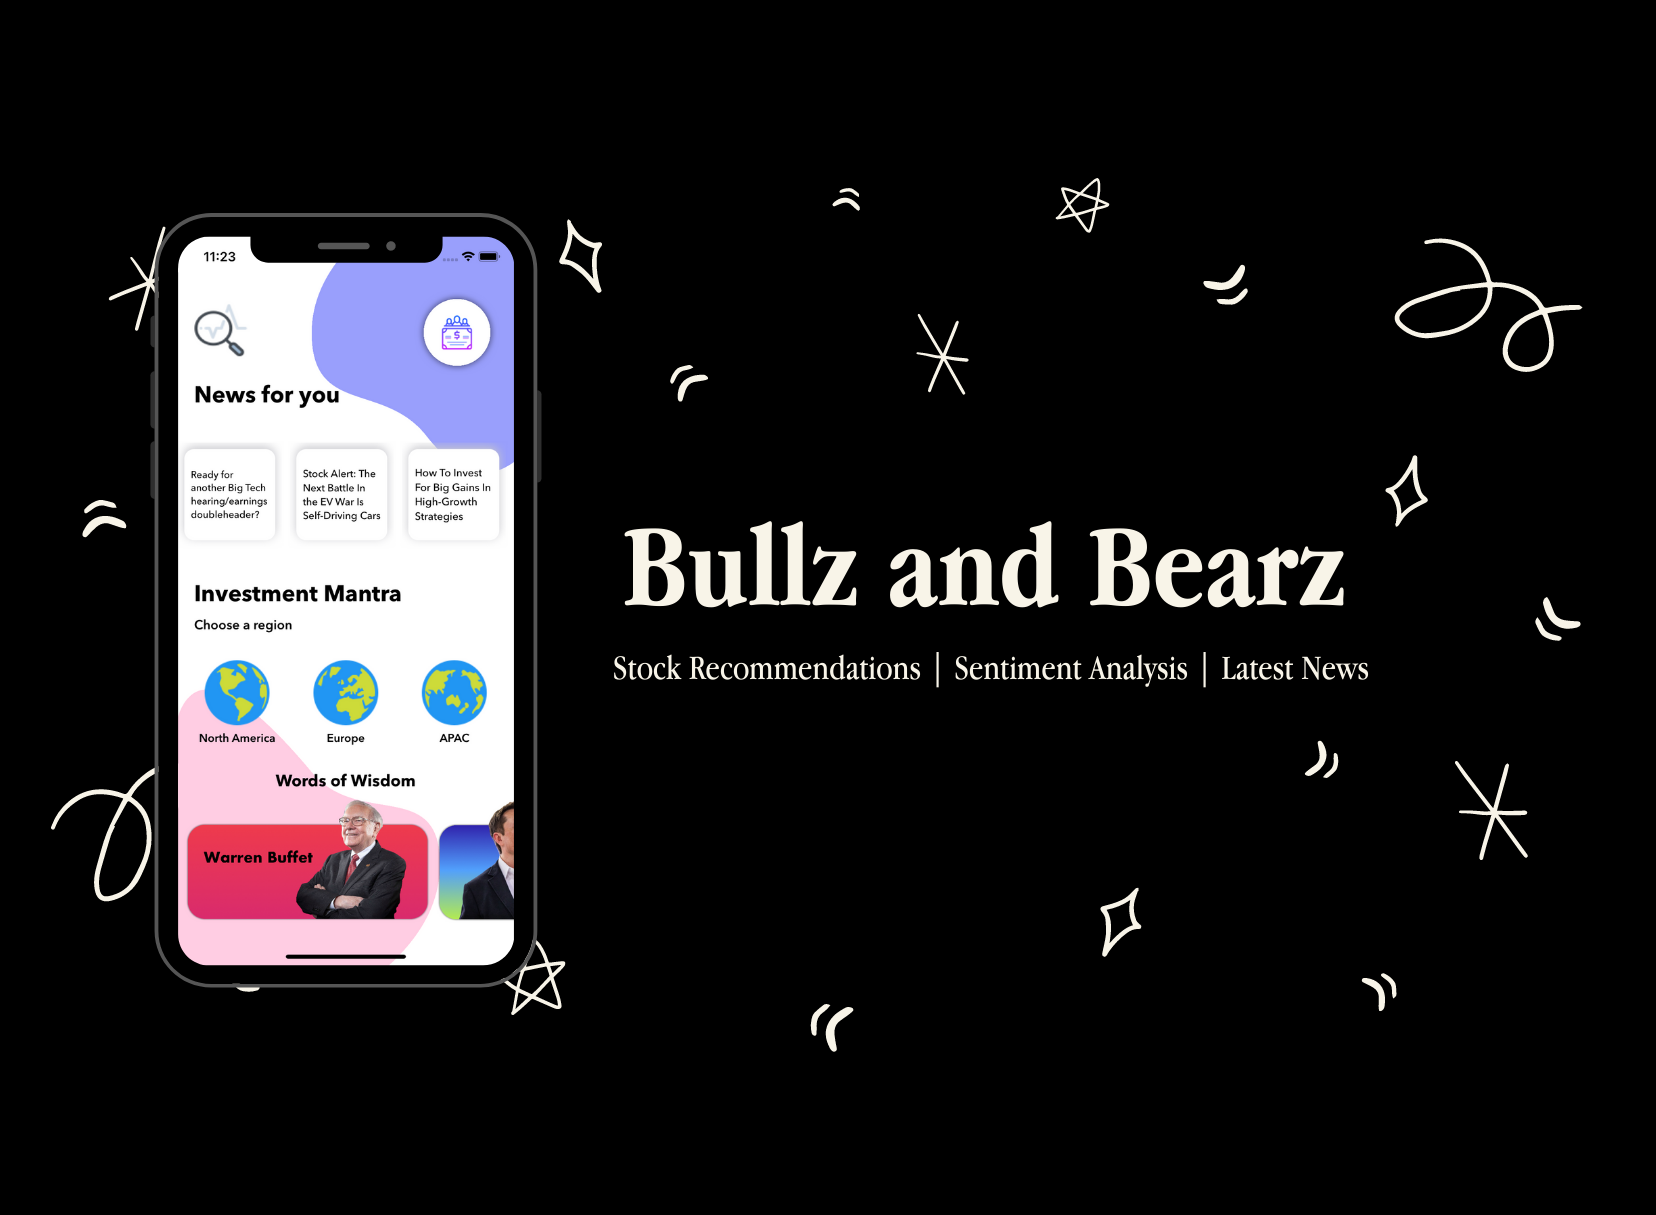 11:23
News for you
Ready for
another Big Tech
hearing/earnings
doubleheader?
Stock Alert: The
Next Battle In
the EV War Is
Self-Driving Cars
How To Invest
For Big Gains In
High-Growth
Strategies
Investment Mantra
Choose a region
North America
Europe
APAC
Words of Wisdom
Warren Buffet
Bullz and Bearz
Stock Recommendations | Sentiment Analysis | Latest News